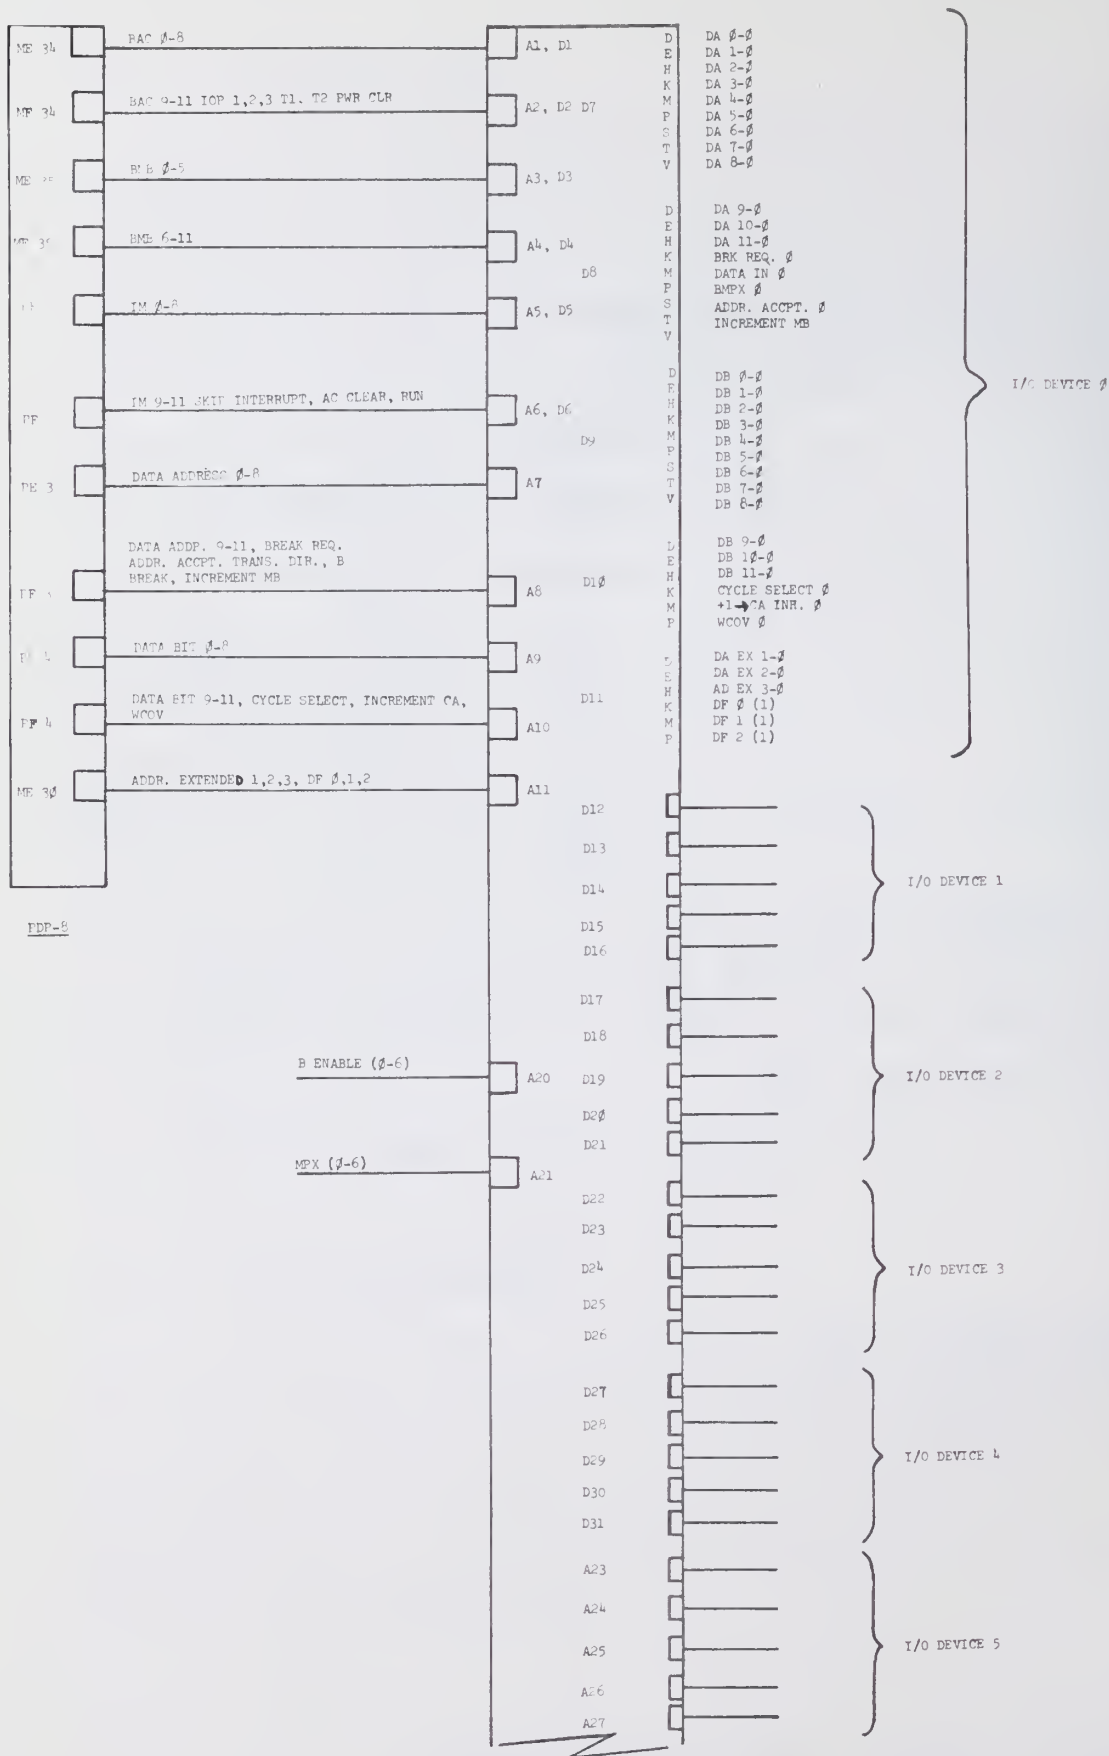 ME 34
BAC Ø-8
A1, D1
MF 34
BAC 9-11 IOP 1,2,3 T1. T2 PWR CLR
A2, D2 D7
ME
BMB Ø-5
A3, D3
BMB 6-11
A4, D4
D8
IM Ø-8
A5, D5
PF
IM 9-11 SKIP INTERRUPT, AC CLEAR, RUN
A6, D6
D9
PE 3
DATA ADDRESS Ø-8
A7
DATA ADDR. 9-11, BREAK REQ.
ADDR. ACCPT. TRANS. DIR., B
BREAK, INCREMENT MB
A8
D1Ø
DATA BIT Ø-8
A9
PF 4
DATA BIT 9-11, CYCLE SELECT, INCREMENT CA,
WCOV
A10
D11
ME 3Ø
ADDR. EXTENDED 1,2,3, DF Ø,1,2
A11
PDP-8
D DA Ø-Ø
E DA 1-Ø
H DA 2-Ø
K DA 3-Ø
M DA 4-Ø
P DA 5-Ø
S DA 6-Ø
T DA 7-Ø
V DA 8-Ø
D DA 9-Ø
E DA 10-Ø
H DA 11-Ø
K BRK REQ. Ø
M DATA IN Ø
P BMPX Ø
S ADDR. ACCPT. Ø
T INCREMENT MB
V
D DB Ø-Ø
E DB 1-Ø
H DB 2-Ø
K DB 3-Ø
M DB 4-Ø
P DB 5-Ø
S DB 6-Ø
T DB 7-Ø
V DB 8-Ø
D DB 9-Ø
E DB 1Ø-Ø
H DB 11-Ø
K CYCLE SELECT Ø
M +1→CA INH. Ø
P WCOV Ø
D DA EX 1-Ø
E DA EX 2-Ø
H AD EX 3-Ø
K DF Ø (1)
M DF 1 (1)
P DF 2 (1)
I/O DEVICE Ø
D12
D13
D14
D15
D16
I/O DEVICE 1
D17
D18
D19
D2Ø
D21
I/O DEVICE 2
B ENABLE (Ø-6)
A20
MPX (Ø-6)
A21
D22
D23
D24
D25
D26
I/O DEVICE 3
D27
D28
D29
D30
D31
I/O DEVICE 4
A23
A24
A25
A26
A27
I/O DEVICE 5